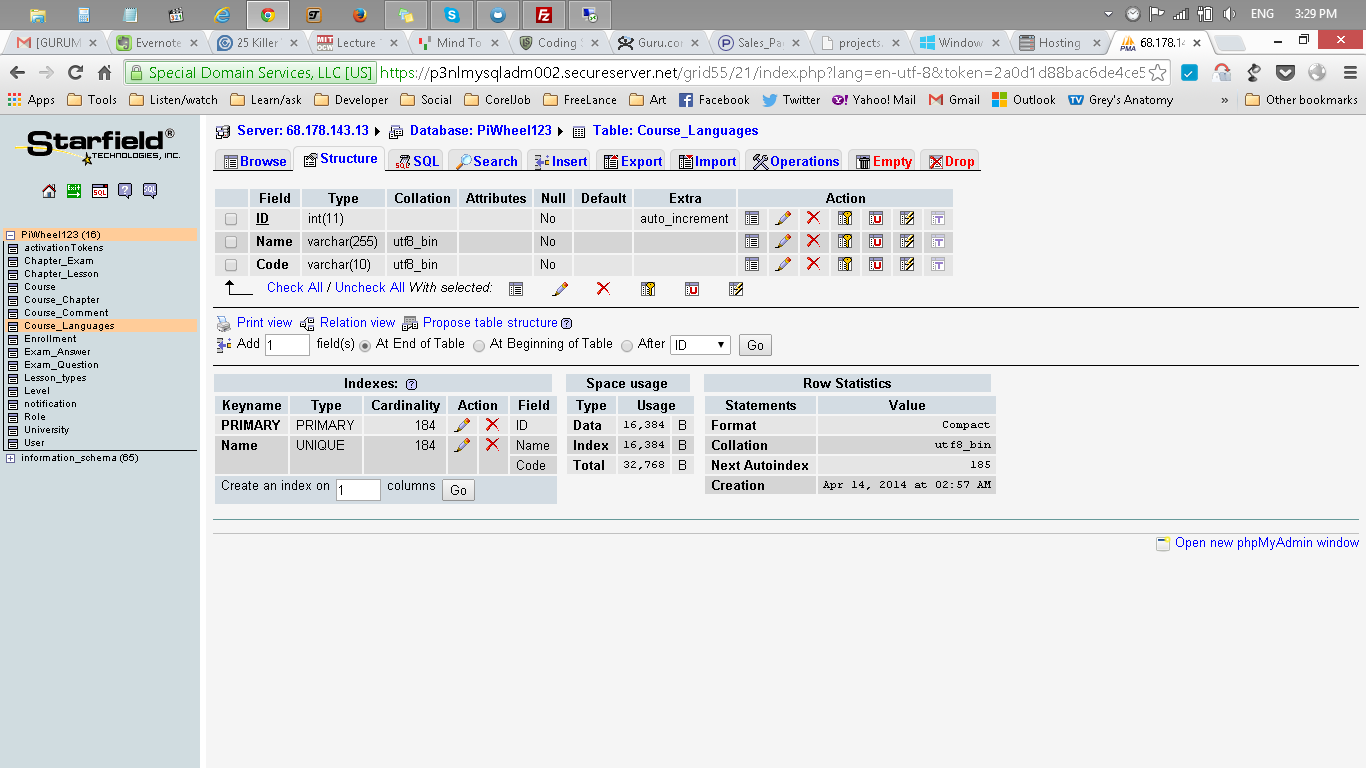 ENG 3:29 PM
[GURUM
Evernote
25 Killer
Lecture
Mind To
Coding
Guru.co
Sales_Pa
projects.
Window
Hosting
68.178.14
Special Domain Services, LLC [US] https://p3nlmysqladm002.secureserver.net/grid55/21/index.php?lang=en-utf-8&token=2a0d1d88bac6de4ce5
Apps Tools Listen/watch Learn/ask Developer Social CorelJob FreeLance Art Facebook Twitter Yahoo! Mail Gmail Outlook Grey's Anatomy » Other bookmarks
Starfield®
TECHNOLOGIES, INC.
PiWheel123 (16)
activationTokens
Chapter_Exam
Chapter_Lesson
Course
Course_Chapter
Course_Comment
Course_Languages
Enrollment
Exam_Answer
Exam_Question
Lesson_types
Level
notification
Role
University
User
information_schema (65)
Server: 68.178.143.13 Database: PiWheel123 Table: Course_Languages
Browse Structure SQL Search Insert Export Import Operations Empty Drop
Field Type Collation Attributes Null Default Extra Action
ID int(11) No auto_increment
Name varchar(255) utf8_bin No
Code varchar(10) utf8_bin No
Check All / Uncheck All With selected:
Print view Relation view Propose table structure
Add 1 field(s) At End of Table At Beginning of Table After ID Go
Indexes:
Keyname Type Cardinality Action Field
PRIMARY PRIMARY 184 ID
Name UNIQUE 184 Name
Code
Create an index on 1 columns Go
Space usage
Type Usage
Data 16,384 B
Index 16,384 B
Total 32,768 B
Row Statistics
Statements Value
Format Compact
Collation utf8_bin
Next Autoindex 185
Creation Apr 14, 2014 at 02:57 AM
Open new phpMyAdmin window